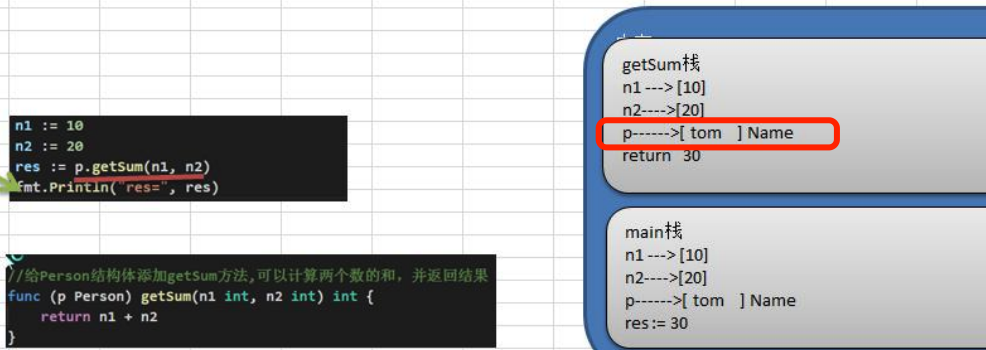 n1 := 10
n2 := 20
res := p.getSum(n1, n2)
fmt.Println("res=", res)
//给Person结构体添加getSum方法,可以计算两个数的和，并返回结果
func (p Person) getSum(n1 int, n2 int) int {
return n1 + n2
}
getSum栈
n1 ---> [10]
n2---->[20]
p------>[ tom ] Name
return 30
main栈
n1 ---> [10]
n2---->[20]
p------>[ tom ] Name
res := 30